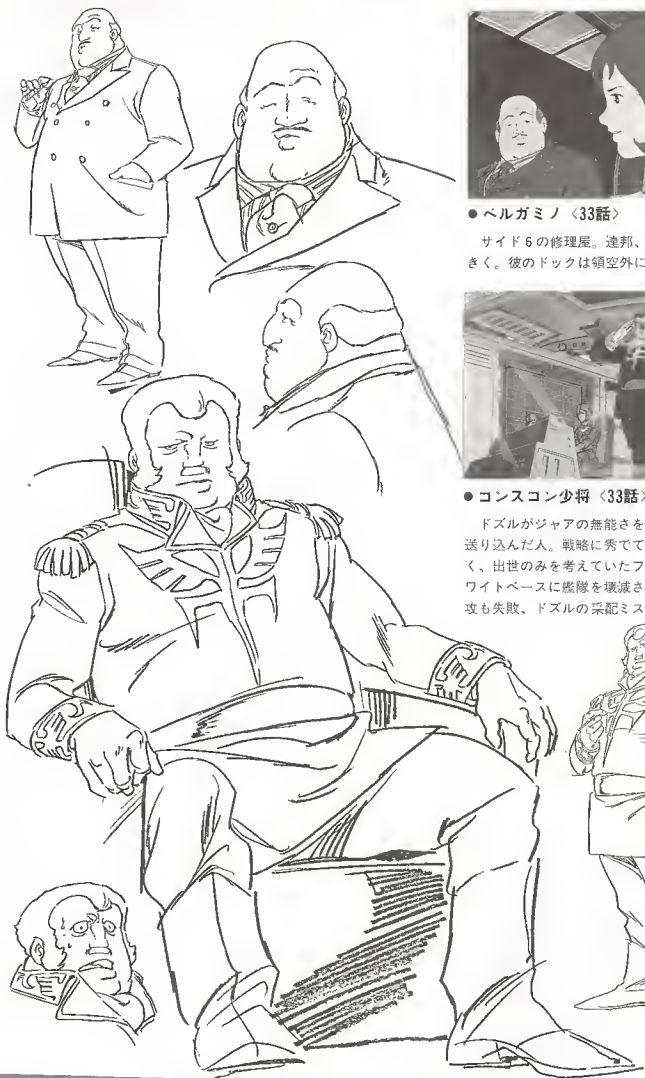 ●ベルガミノ〈33話〉
サイド6の修理屋。達邦、
きく。彼のドックは領空外に
●コンスコン少将〈33話〉
ドズルがジャアの無能さを
送り込んだ人。戦略に秀でて
く、出世のみを考えていたフ
ワイトベースに艦隊を壊滅さ
攻も失敗、ドズルの采配ミス